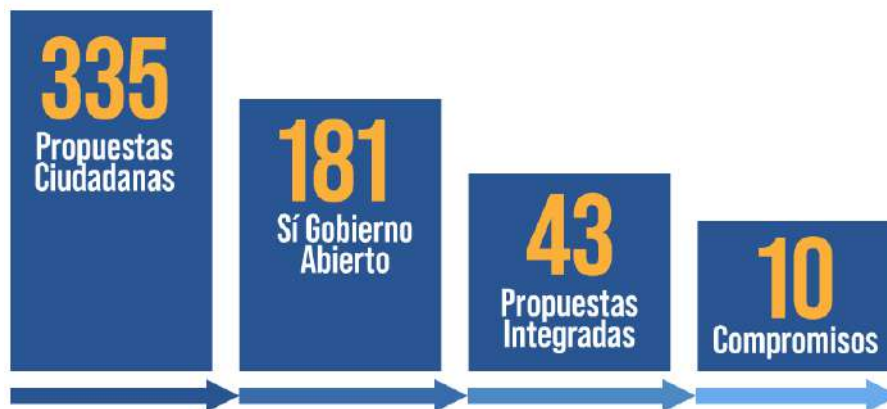 335
Propuestas
Ciudadanas
181
Sí Gobierno
Abierto
43
Propuestas
Integradas
10
Compromisos